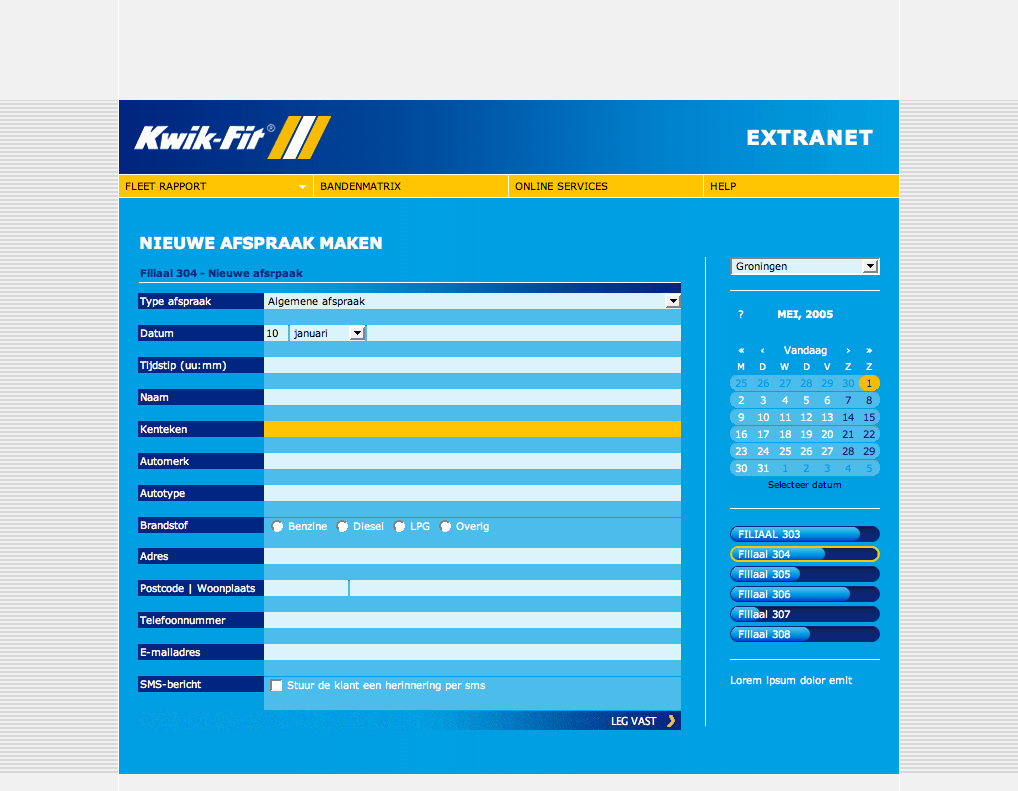 Kwik-Fit®
EXTRANET
FLEET RAPPORT
BANDENMATRIX
ONLINE SERVICES
HELP
NIEUWE AFSPRAAK MAKEN
Filiaal 304 - Nieuwe afsrpaak
Type afspraak
Algemene afspraak
Datum
10 januari
Tijdstip (uu:mm)
Naam
Kenteken
Automerk
Autotype
Brandstof
Benzine Diesel LPG Overig
Adres
Postcode | Woonplaats
Telefoonnummer
E-mailadres
SMS-bericht
Stuur de klant een herinnering per sms
LEG VAST
Groningen
? MEI, 2005
« ‹ Vandaag › »
M D W D V Z Z
25 26 27 28 29 30 1
2 3 4 5 6 7 8
9 10 11 12 13 14 15
16 17 18 19 20 21 22
23 24 25 26 27 28 29
30 31 1 2 3 4 5
Selecteer datum
FILIAAL 303
Filiaal 304
Filiaal 305
Filiaal 306
Filiaal 307
Filiaal 308
Lorem ipsum dolor emit